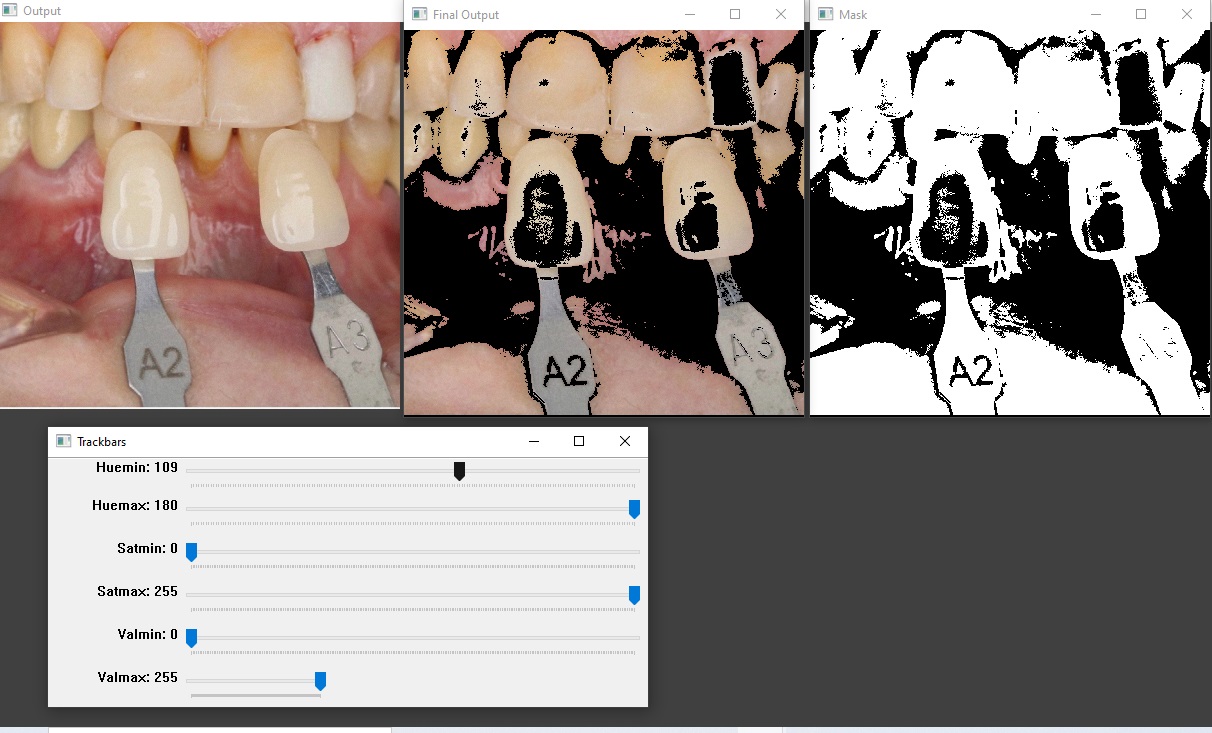 Output
Final Output
Mask
A2
A3
A2
A3
A2
A3
Trackbars
Huemin: 109
Huemax: 180
Satmin: 0
Satmax: 255
Valmin: 0
Valmax: 255